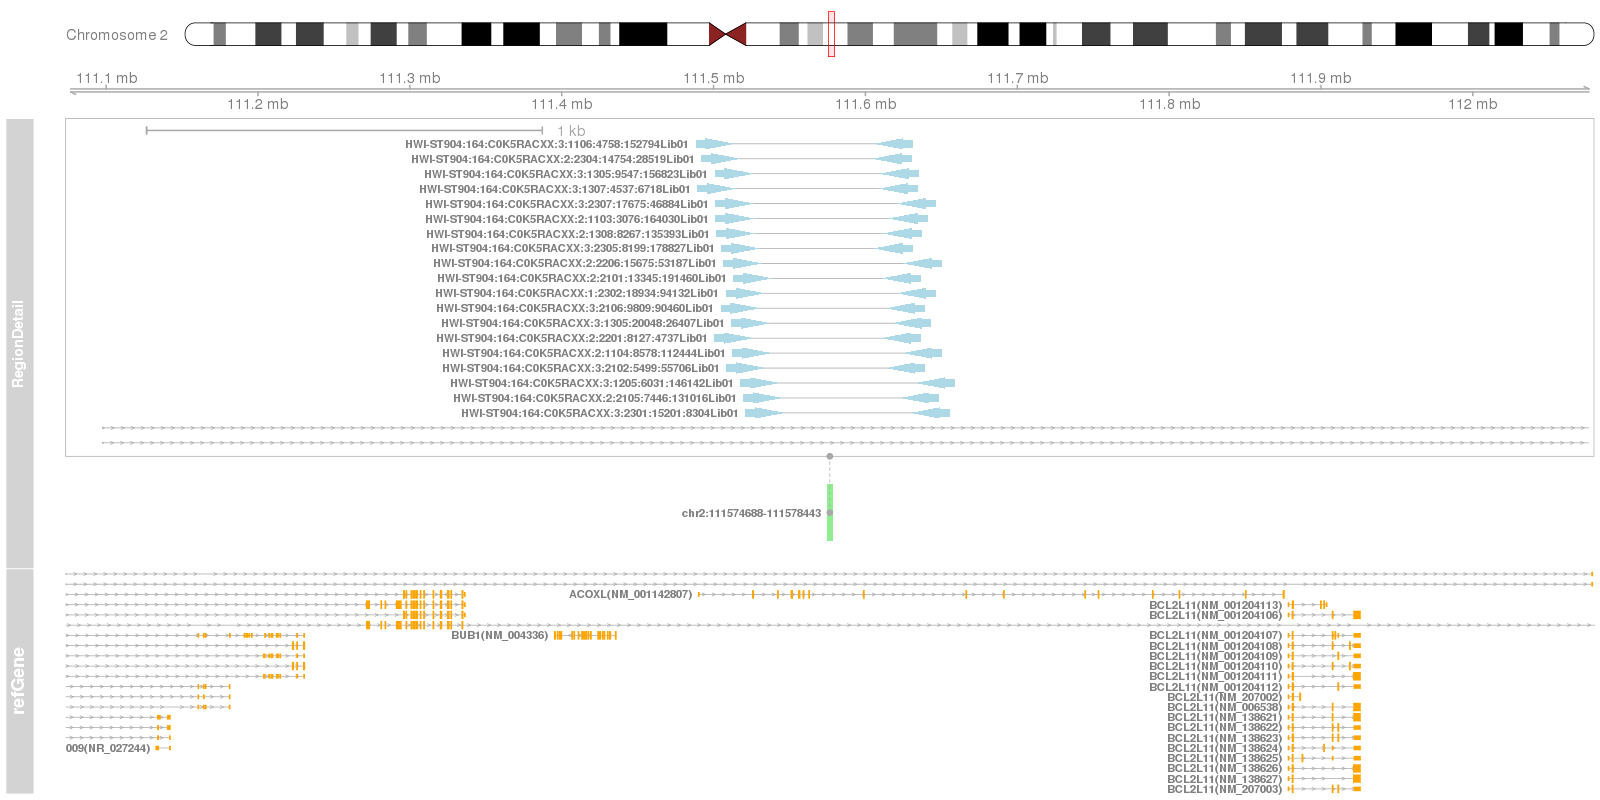 Chromosome 2
111.1 mb 111.3 mb 111.5 mb 111.7 mb 111.9 mb
111.2 mb 111.4 mb 111.6 mb 111.8 mb 112 mb
RegionDetail
1 kb
HWI-ST904:164:C0K5RACXX:3:1106:4758:152794Lib01
HWI-ST904:164:C0K5RACXX:2:2304:14754:28519Lib01
HWI-ST904:164:C0K5RACXX:3:1305:9547:156823Lib01
HWI-ST904:164:C0K5RACXX:3:1307:4537:6718Lib01
HWI-ST904:164:C0K5RACXX:3:2307:17675:46884Lib01
HWI-ST904:164:C0K5RACXX:2:1103:3076:164030Lib01
HWI-ST904:164:C0K5RACXX:2:1308:8267:135393Lib01
HWI-ST904:164:C0K5RACXX:3:2305:8199:178827Lib01
HWI-ST904:164:C0K5RACXX:2:2206:15675:53187Lib01
HWI-ST904:164:C0K5RACXX:2:2101:13345:191460Lib01
HWI-ST904:164:C0K5RACXX:1:2302:18934:94132Lib01
HWI-ST904:164:C0K5RACXX:3:2106:9809:90460Lib01
HWI-ST904:164:C0K5RACXX:3:1305:20048:26407Lib01
HWI-ST904:164:C0K5RACXX:2:2201:8127:4737Lib01
HWI-ST904:164:C0K5RACXX:2:1104:8578:112444Lib01
HWI-ST904:164:C0K5RACXX:3:2102:5499:55706Lib01
HWI-ST904:164:C0K5RACXX:3:1205:6031:146142Lib01
HWI-ST904:164:C0K5RACXX:2:2105:7446:131016Lib01
HWI-ST904:164:C0K5RACXX:3:2301:15201:8304Lib01
chr2:111574688-111578443
refGene
ACOXL(NM_001142807)
BCL2L11(NM_001204113)
BCL2L11(NM_001204106)
BUB1(NM_004336) BCL2L11(NM_001204107)
BCL2L11(NM_001204108)
BCL2L11(NM_001204109)
BCL2L11(NM_001204110)
BCL2L11(NM_001204111)
BCL2L11(NM_001204112)
BCL2L11(NM_207002)
BCL2L11(NM_006538)
BCL2L11(NM_138621)
BCL2L11(NM_138622)
BCL2L11(NM_138623)
009(NR_027244) BCL2L11(NM_138624)
BCL2L11(NM_138625)
BCL2L11(NM_138626)
BCL2L11(NM_138627)
BCL2L11(NM_207003)